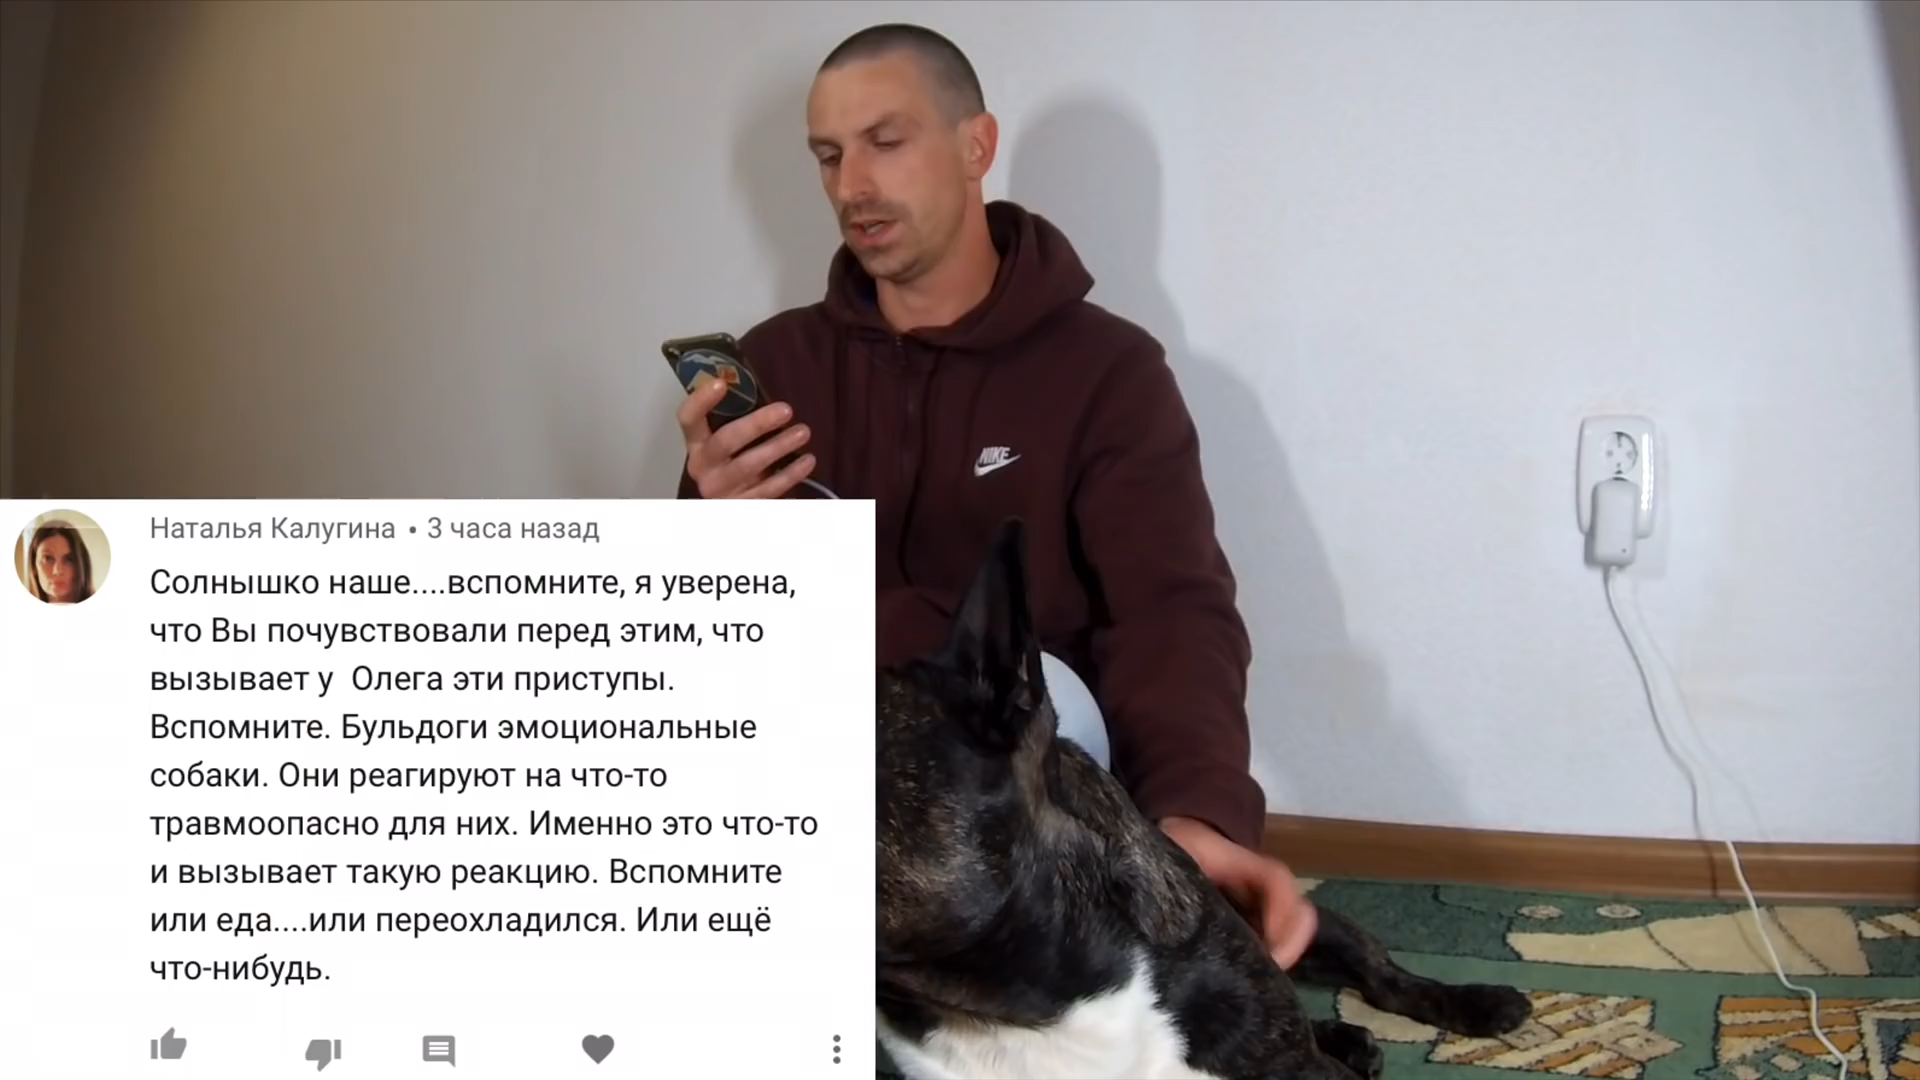 NIKE
Наталья Калугина • 3 часа назад
Солнышко наше....вспомните, я уверена,
что Вы почувствовали перед этим, что
вызывает у  Олега эти приступы.
Вспомните. Бульдоги эмоциональные
собаки. Они реагируют на что-то
травмоопасно для них. Именно это что-то
и вызывает такую реакцию. Вспомните
или еда....или переохладился. Или ещё
что-нибудь.